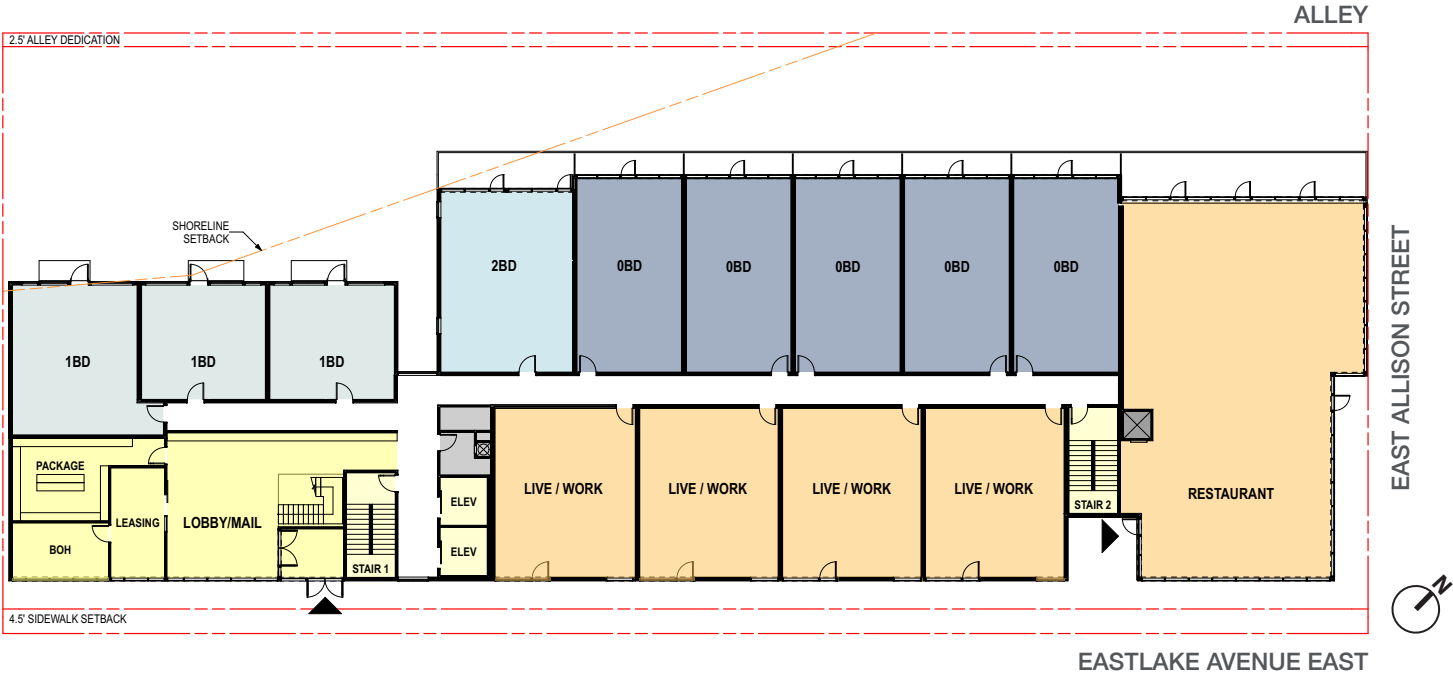 ALLEY
2.5' ALLEY DEDICATION
SHORELINE
SETBACK
2BD
0BD
0BD
0BD
0BD
0BD
1BD
1BD
1BD
EAST ALLISON STREET
PACKAGE
LEASING
LOBBY/MAIL
BOH
STAIR 1
ELEV
ELEV
LIVE / WORK
LIVE / WORK
LIVE / WORK
LIVE / WORK
STAIR 2
RESTAURANT
4.5' SIDEWALK SETBACK
N
EASTLAKE AVENUE EAST